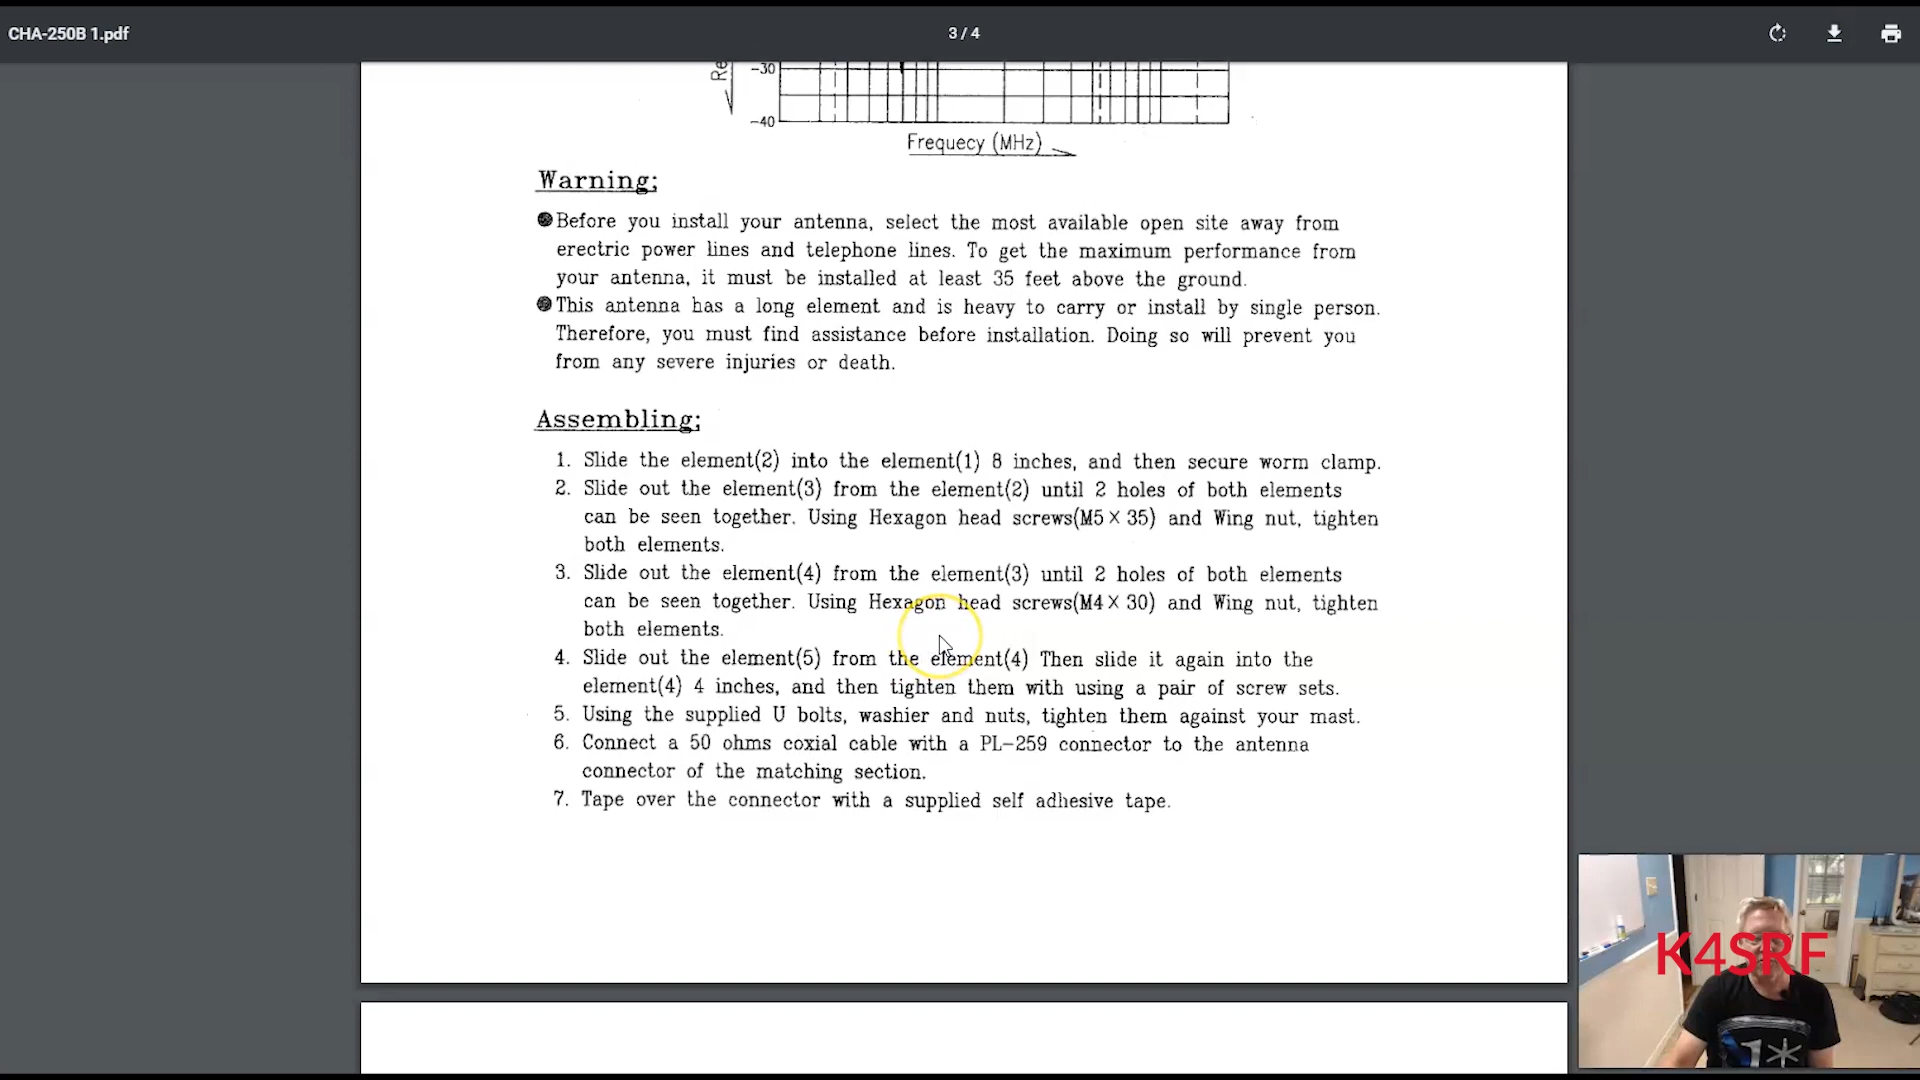 CHA-250B 1.pdf
3 / 4
Re
-30
-40
Frequecy (MHz)
Warning;
Before you install your antenna, select the most available open site away from
erectric power lines and telephone lines. To get the maximum performance from
your antenna, it must be installed at least 35 feet above the ground.
This antenna has a long element and is heavy to carry or install by single person.
Therefore, you must find assistance before installation. Doing so will prevent you
from any severe injuries or death.
Assembling;
1. Slide the element(2) into the element(1) 8 inches, and then secure worm clamp.
2. Slide out the element(3) from the element(2) until 2 holes of both elements
can be seen together. Using Hexagon head screws(M5×35) and Wing nut, tighten
both elements.
3. Slide out the element(4) from the element(3) until 2 holes of both elements
can be seen together. Using Hexagon head screws(M4×30) and Wing nut, tighten
both elements.
4. Slide out the element(5) from the element(4) Then slide it again into the
element(4) 4 inches, and then tighten them with using a pair of screw sets.
5. Using the supplied U bolts, washier and nuts, tighten them against your mast.
6. Connect a 50 ohms coxial cable with a PL-259 connector to the antenna
connector of the matching section.
7. Tape over the connector with a supplied self adhesive tape.
K4SRF
1*